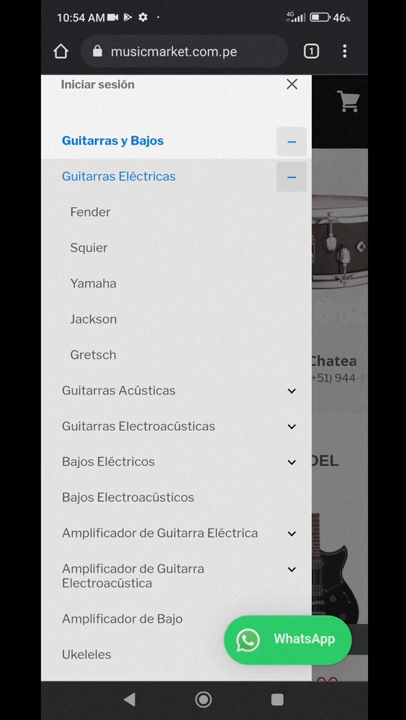 10:54 AM
4G
46%
musicmarket.com.pe
1
Iniciar sesión
Guitarras y Bajos
Guitarras Eléctricas
Fender
Squier
Yamaha
Jackson
Gretsch
Guitarras Acústicas
Guitarras Electroacústicas
Bajos Eléctricos
Bajos Electroacústicos
Amplificador de Guitarra Eléctrica
Amplificador de Guitarra
Electroacústica
Amplificador de Bajo
Ukeleles
Chatea
+51) 944-
DEL
WhatsApp